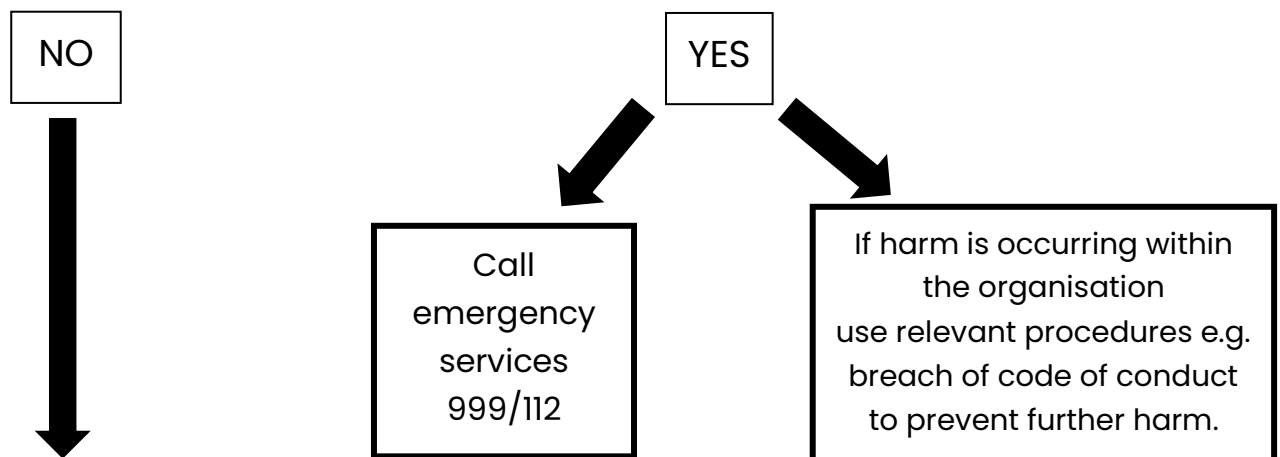 NO
YES
Call
emergency
services
999/112
If harm is occurring within
the organisation
use relevant procedures e.g.
breach of code of conduct
to prevent further harm.